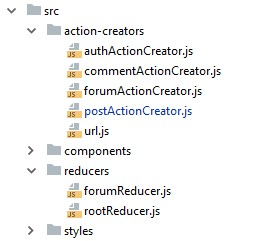 src
action-creators
authActionCreator.js
commentActionCreator.js
forumActionCreator.js
postActionCreator.js
url.js
components
reducers
forumReducer.js
rootReducer.js
styles